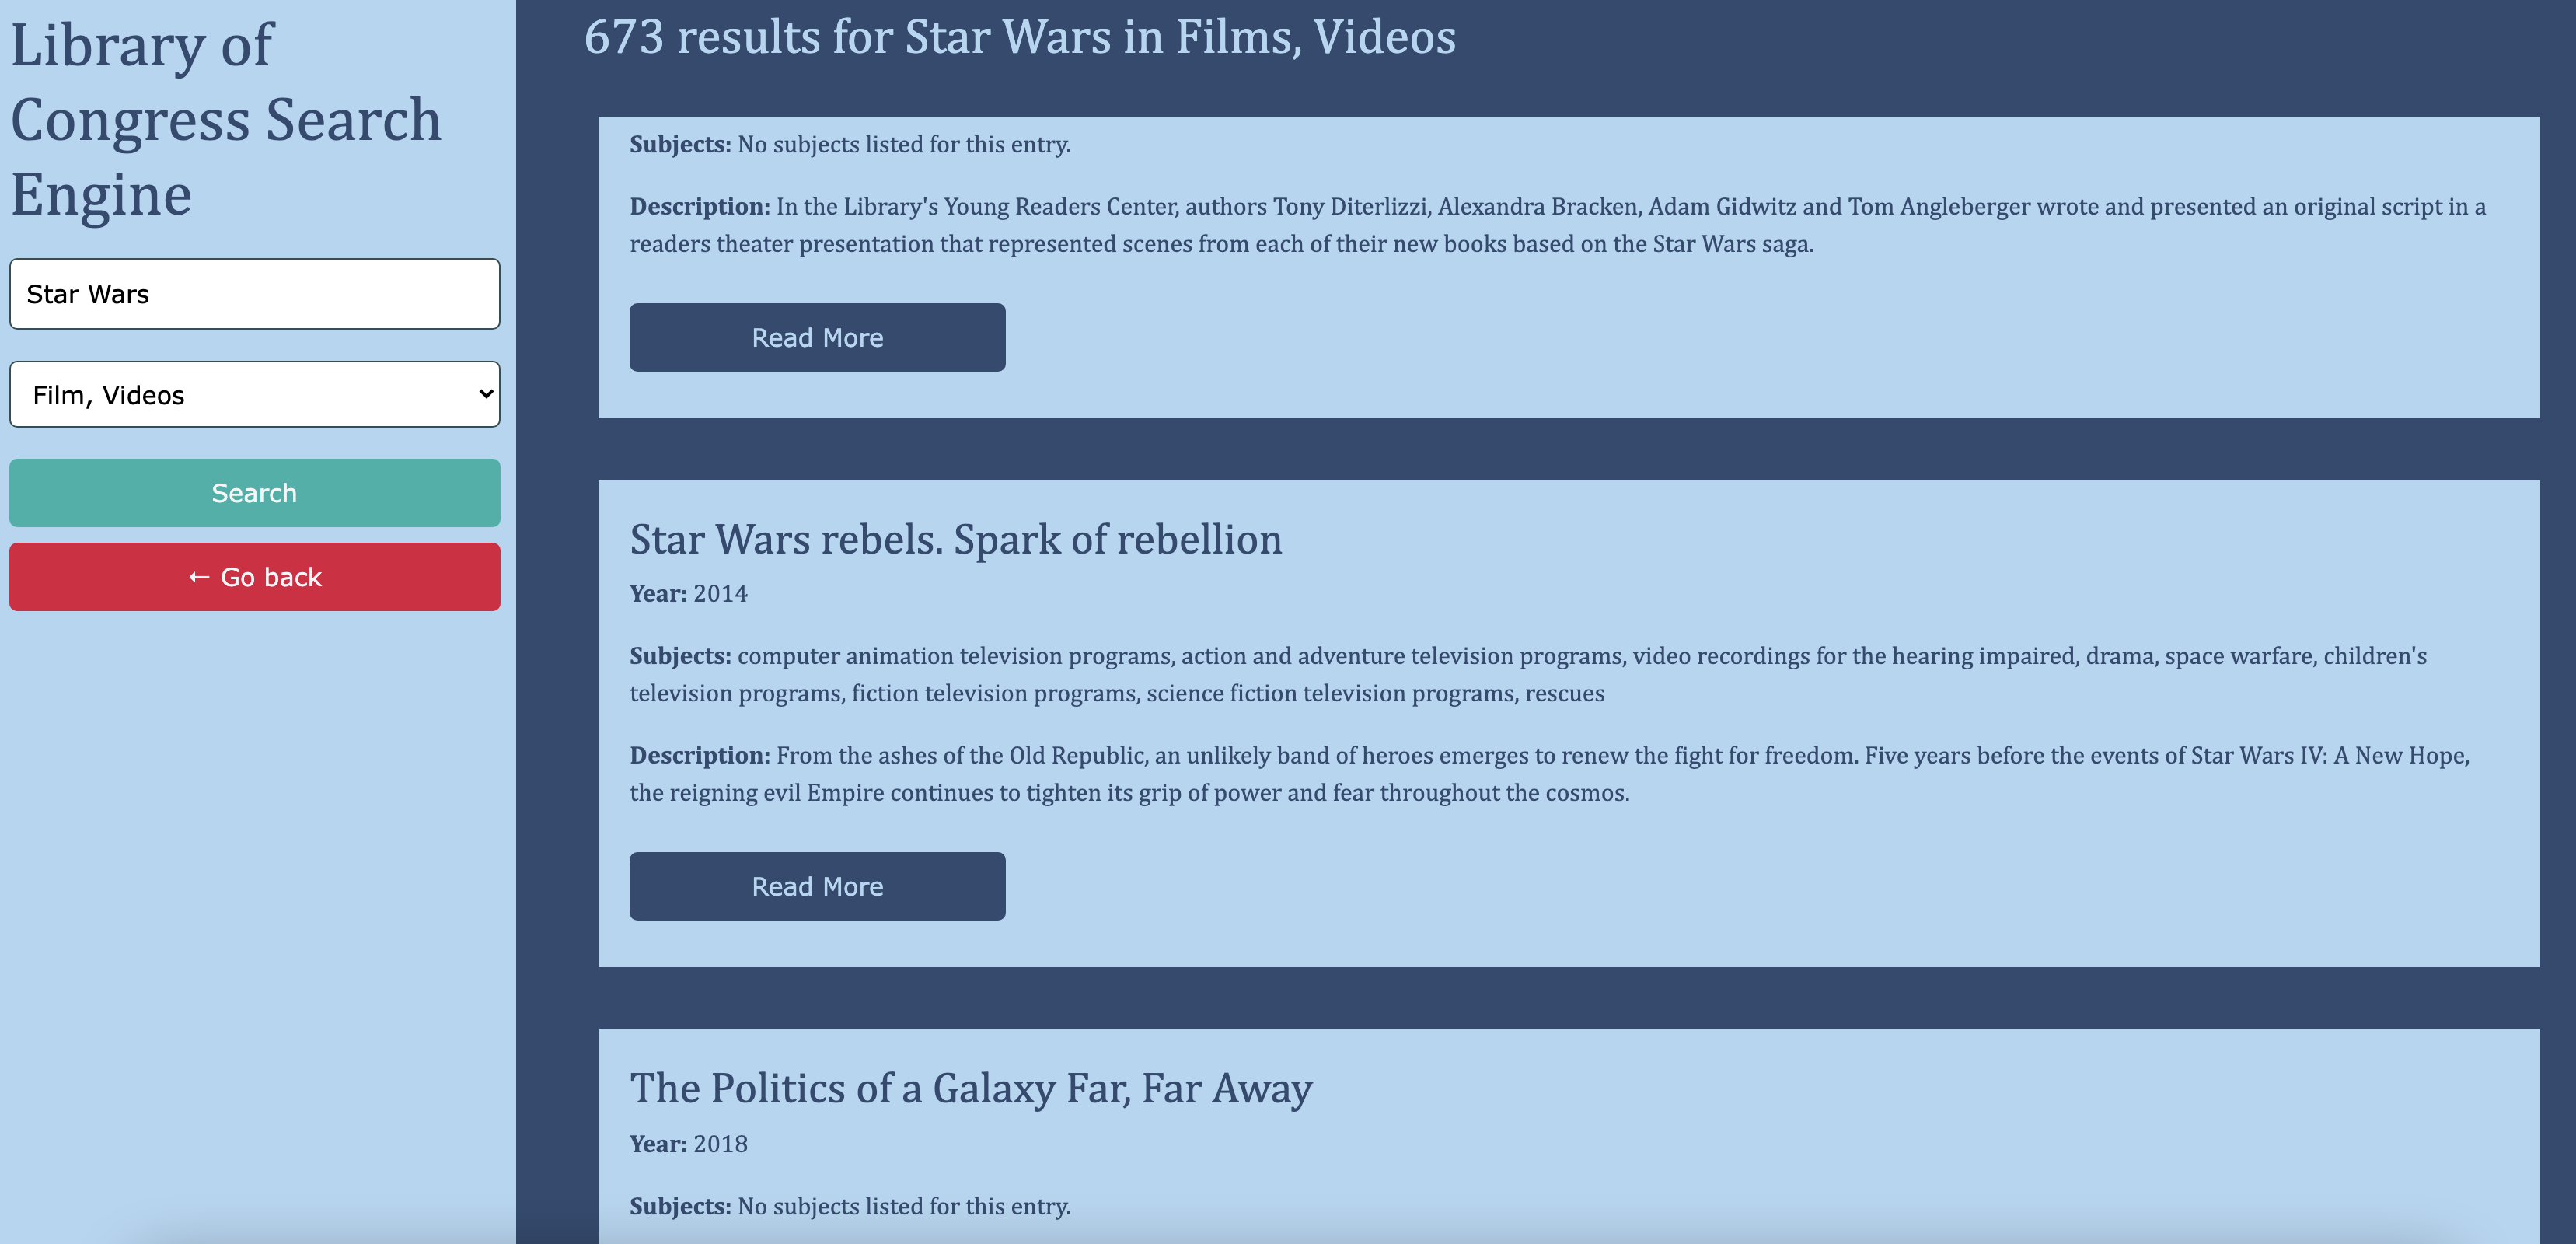 Library of
Congress Search
Engine
Star Wars
Film, Videos
Search
← Go back
673 results for Star Wars in Films, Videos
Subjects: No subjects listed for this entry.
Description: In the Library's Young Readers Center, authors Tony Diterlizzi, Alexandra Bracken, Adam Gidwitz and Tom Angleberger wrote and presented an original script in a
readers theater presentation that represented scenes from each of their new books based on the Star Wars saga.
Read More
Star Wars rebels. Spark of rebellion
Year: 2014
Subjects: computer animation television programs, action and adventure television programs, video recordings for the hearing impaired, drama, space warfare, children's
television programs, fiction television programs, science fiction television programs, rescues
Description: From the ashes of the Old Republic, an unlikely band of heroes emerges to renew the fight for freedom. Five years before the events of Star Wars IV: A New Hope,
the reigning evil Empire continues to tighten its grip of power and fear throughout the cosmos.
Read More
The Politics of a Galaxy Far, Far Away
Year: 2018
Subjects: No subjects listed for this entry.